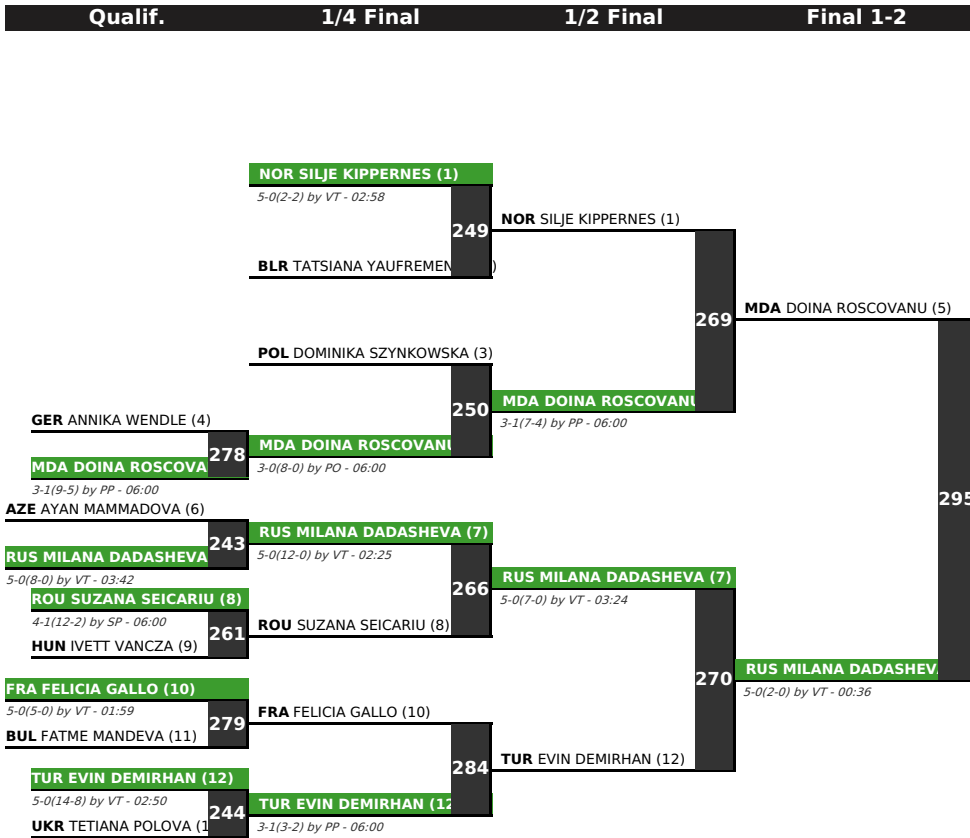 Qualif. 1/4 Final 1/2 Final Final 1-2
NOR SILJE KIPPERNES (1)
5-0(2-2) by VT - 02:58
249
NOR SILJE KIPPERNES (1)
BLR TATSIANA YAUFREMEN )
269
MDA DOINA ROSCOVANU (5)
POL DOMINIKA SZYNKOWSKA (3)
250
MDA DOINA ROSCOVANU
3-1(7-4) by PP - 06:00
GER ANNIKA WENDLE (4)
278
MDA DOINA ROSCOVANU
3-0(8-0) by PO - 06:00
MDA DOINA ROSCOVA
3-1(9-5) by PP - 06:00
295
AZE AYAN MAMMADOVA (6)
243
RUS MILANA DADASHEVA (7)
5-0(12-0) by VT - 02:25
RUS MILANA DADASHEVA
5-0(8-0) by VT - 03:42
266
RUS MILANA DADASHEVA (7)
5-0(7-0) by VT - 03:24
ROU SUZANA SEICARIU (8)
4-1(12-2) by SP - 06:00
261
ROU SUZANA SEICARIU (8)
HUN IVETT VANCZA (9)
270
RUS MILANA DADASHEV
5-0(2-0) by VT - 00:36
FRA FELICIA GALLO (10)
5-0(5-0) by VT - 01:59
279
FRA FELICIA GALLO (10)
BUL FATME MANDEVA (11)
284
TUR EVIN DEMIRHAN (12)
TUR EVIN DEMIRHAN (12)
5-0(14-8) by VT - 02:50
244
TUR EVIN DEMIRHAN (12
3-1(3-2) by PP - 06:00
UKR TETIANA POLOVA (1